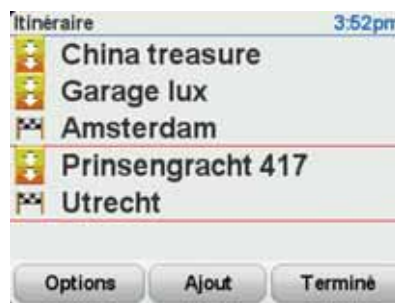 Itinéraire 3:52pm
China treasure
Garage lux
Amsterdam
Prinsengracht 417
Utrecht
Options Ajout Terminé